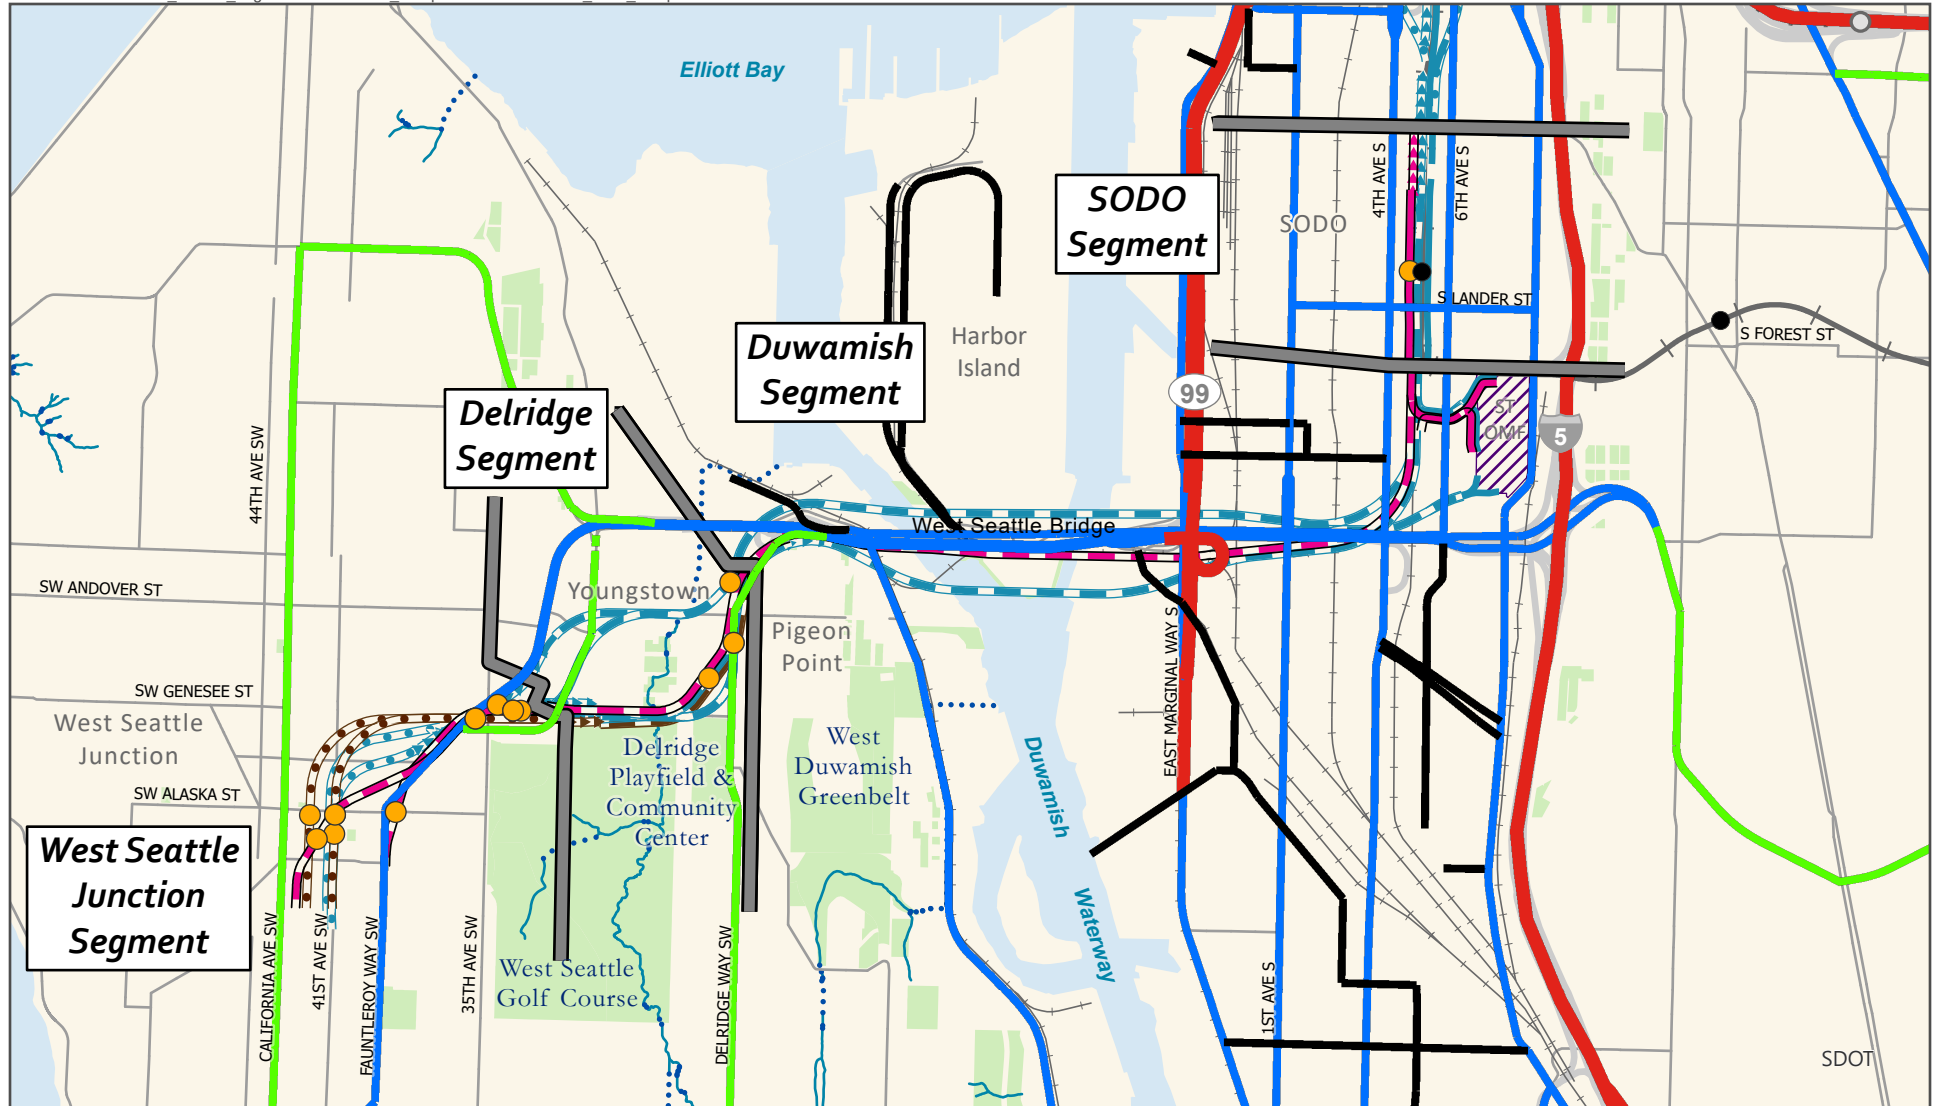 Elliott Bay
SODO
Segment
SODO
4TH AVE S
6TH AVE S
S LANDER ST
S FOREST ST
Harbor
Island
Duwamish
Segment
99
ST
OMF
5
Delridge
Segment
44TH AVE SW
West Seattle Bridge
SW ANDOVER ST
Youngstown
Pigeon
Point
EAST MARGINAL WAY S
SW GENESEE ST
West Seattle
Junction
SW ALASKA ST
Delridge
Playfield &
Community
Center
West
Duwamish
Greenbelt
Duwamish
Waterway
West Seattle
Junction
Segment
CALIFORNIA AVE SW
41ST AVE SW
FAUNTLEROY WAY SW
35TH AVE SW
West Seattle
Golf Course
DELRIDGE WAY SW
1ST AVE S
SDOT